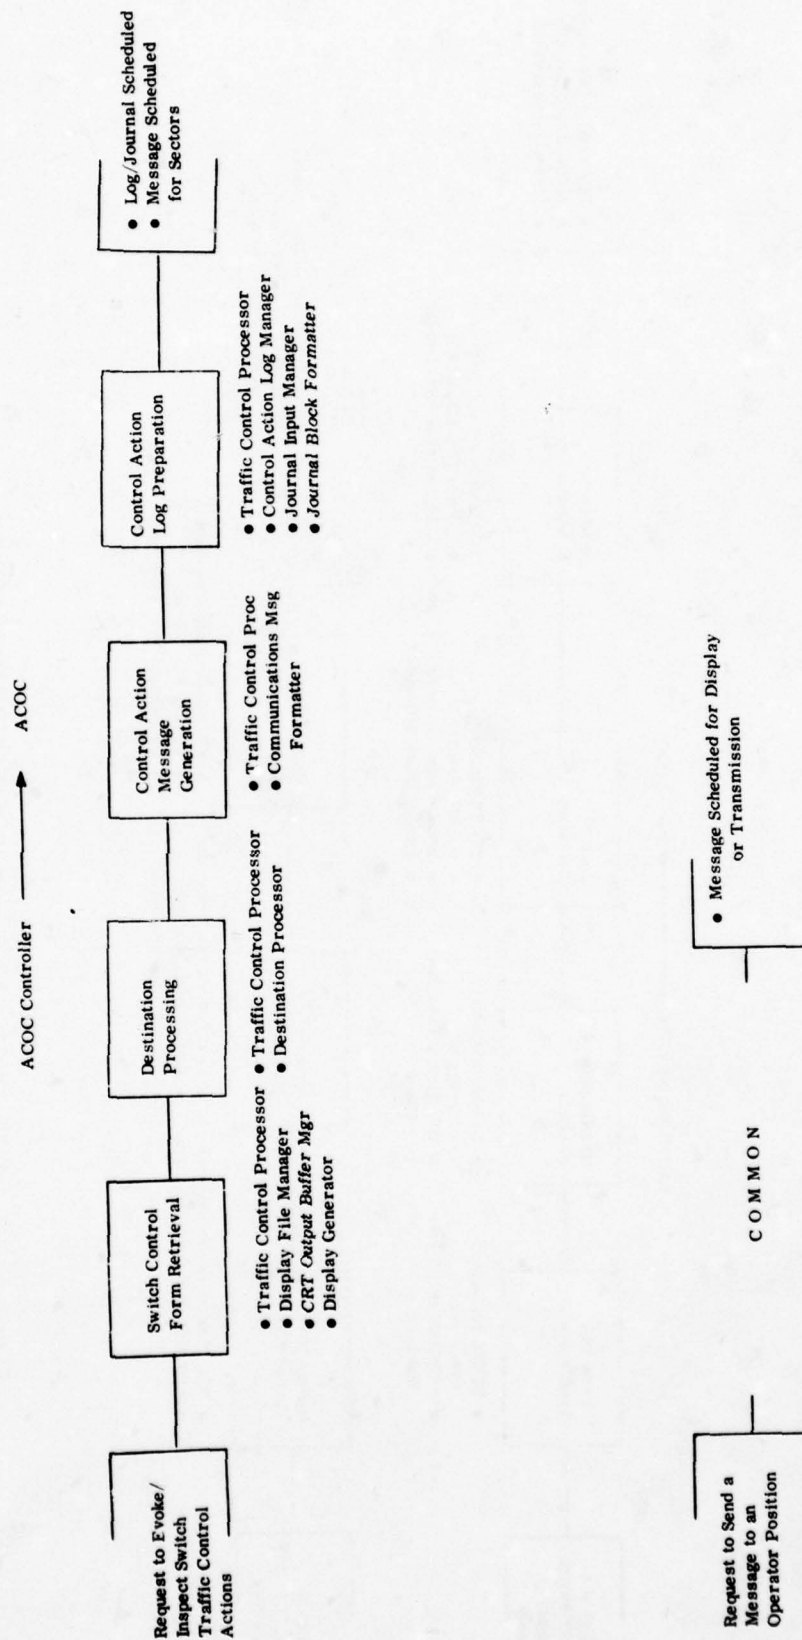 ACOC Controller ACOC
Request to Evoke/
Inspect Switch
Traffic Control
Actions
Switch Control
Form Retrieval
● Traffic Control Processor
● Display File Manager
● CRT Output Buffer Mgr
● Display Generator
Destination
Processing
● Traffic Control Processor
● Destination Processor
Control Action
Message
Generation
● Traffic Control Proc
● Communications Msg
Formatter
Control Action
Log Preparation
● Traffic Control Processor
● Control Action Log Manager
● Journal Input Manager
● Journal Block Formatter
● Log/Journal Scheduled
● Message Scheduled
for Sectors
Request to Send a
Message to an
Operator Position
COMMON
● Message Scheduled for Display
or Transmission